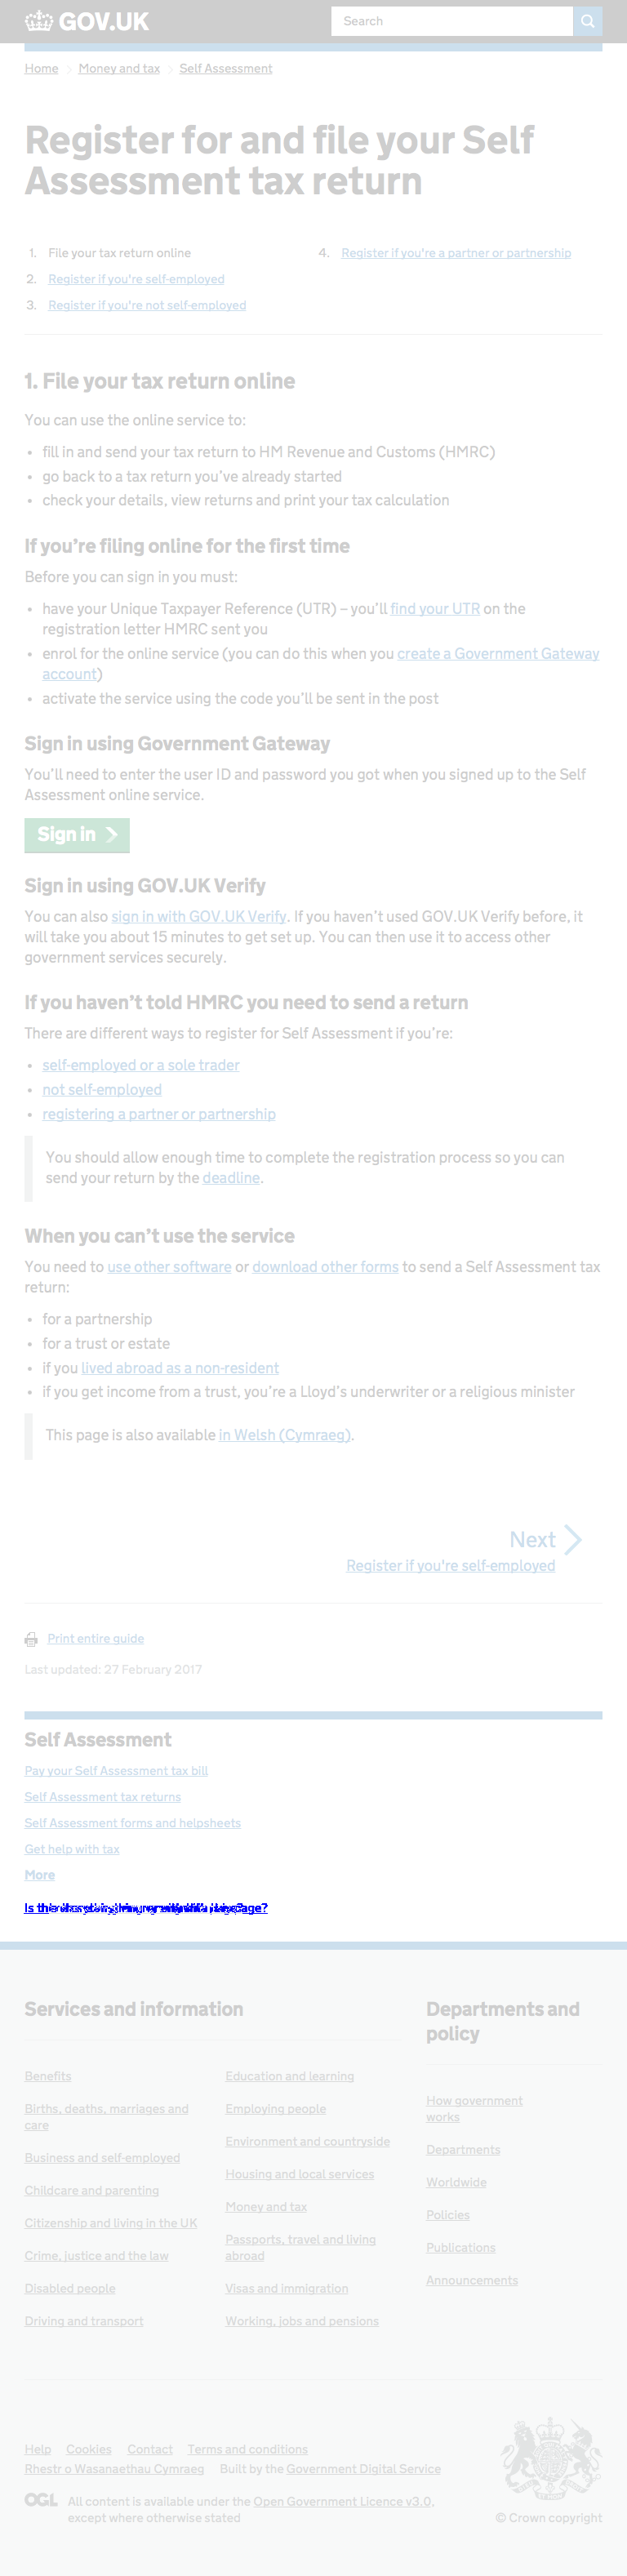 GOV.UK
Search
Home
Money and tax
Self Assessment
Register for and file your Self
Assessment tax return
1. File your tax return online
2. Register if you're self-employed
3. Register if you're not self-employed
4. Register if you're a partner or partnership
1. File your tax return online
You can use the online service to:
• fill in and send your tax return to HM Revenue and Customs (HMRC)
• go back to a tax return you’ve already started
• check your details, view returns and print your tax calculation
If you’re filing online for the first time
Before you can sign in you must:
• have your Unique Taxpayer Reference (UTR) – you’ll find your UTR on the
registration letter HMRC sent you
• enrol for the online service (you can do this when you create a Government Gateway
account)
• activate the service using the code you’ll be sent in the post
Sign in using Government Gateway
You’ll need to enter the user ID and password you got when you signed up to the Self
Assessment online service.
Sign in
Sign in using GOV.UK Verify
You can also sign in with GOV.UK Verify. If you haven’t used GOV.UK Verify before, it
will take you about 15 minutes to get set up. You can then use it to access other
government services securely.
If you haven’t told HMRC you need to send a return
There are different ways to register for Self Assessment if you’re:
• self-employed or a sole trader
• not self-employed
• registering a partner or partnership
You should allow enough time to complete the registration process so you can
send your return by the deadline.
When you can’t use the service
You need to use other software or download other forms to send a Self Assessment tax
return:
• for a partnership
• for a trust or estate
• if you lived abroad as a non-resident
• if you get income from a trust, you’re a Lloyd’s underwriter or a religious minister
This page is also available in Welsh (Cymraeg).
Next
Register if you're self-employed
Print entire guide
Last updated: 27 February 2017
Self Assessment
Pay your Self Assessment tax bill
Self Assessment tax returns
Self Assessment forms and helpsheets
Get help with tax
More
Is
Services and information
Benefits
Births, deaths, marriages and
care
Business and self-employed
Childcare and parenting
Citizenship and living in the UK
Crime, justice and the law
Disabled people
Driving and transport
Education and learning
Employing people
Environment and countryside
Housing and local services
Money and tax
Passports, travel and living
abroad
Visas and immigration
Working, jobs and pensions
Departments and
policy
How government
works
Departments
Worldwide
Policies
Publications
Announcements
Help
Cookies
Contact
Terms and conditions
Rhestr o Wasanaethau Cymraeg
Built by the Government Digital Service
OGL
All content is available under the Open Government Licence v3.0,
except where otherwise stated
© Crown copyright